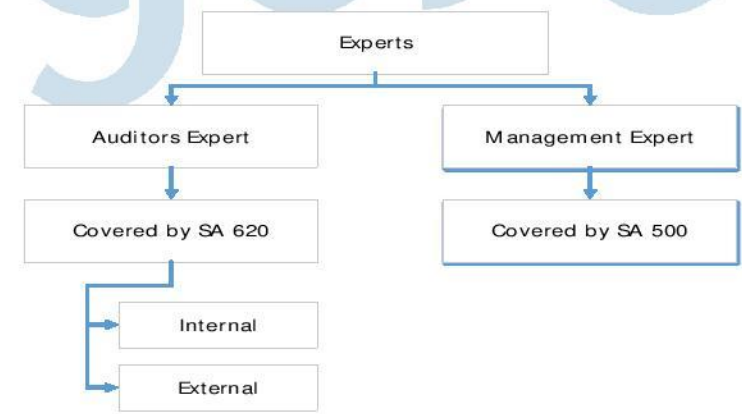 Experts
Auditors Expert
Management Expert
Covered by SA 620
Covered by SA 500
Internal
External